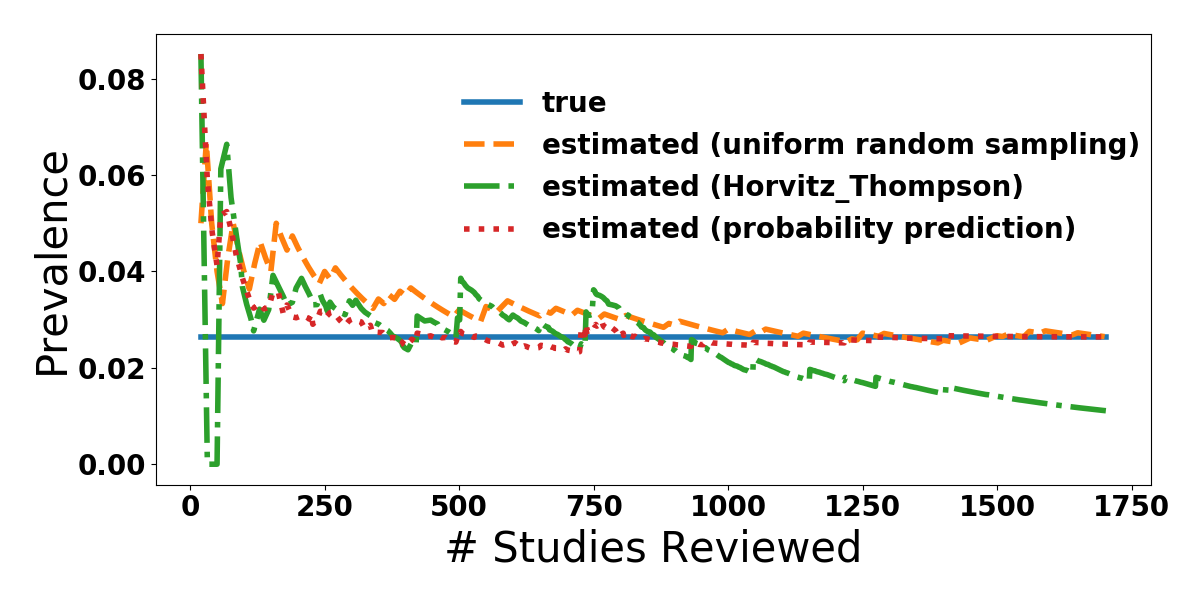 Prevalence
0.08
0.06
0.04
0.02
0.00
true
estimated (uniform random sampling)
estimated (Horvitz_Thompson)
estimated (probability prediction)
0 250 500 750 1000 1250 1500 1750
# Studies Reviewed